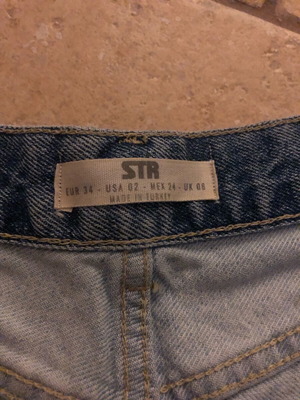 STR
EUR 34 - USA 02 - MEX 24 - UK 06
MADE IN TURKEY